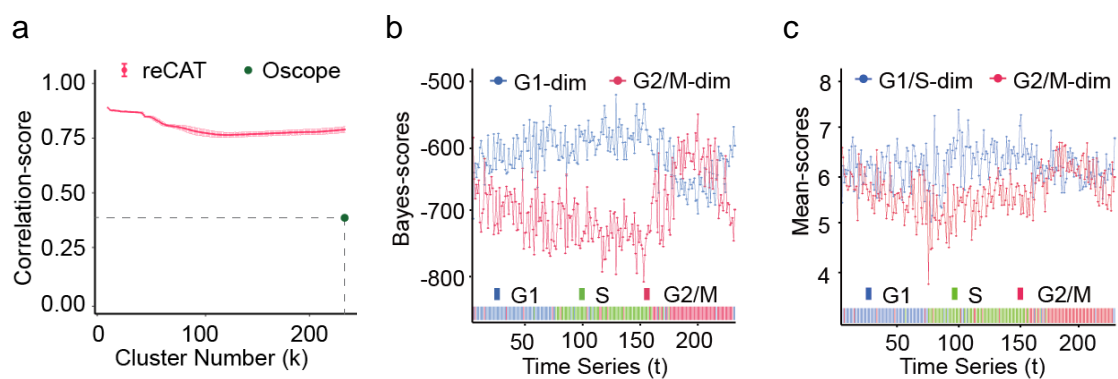 a
reCAT
Oscope
1.00
0.75
0.50
0.25
0.00
Correlation-score
0
100
200
Cluster Number (k)
b
G1-dim
G2/M-dim
-500
-600
-700
-800
Bayes-scores
G1
S
G2/M
50
100
150
200
Time Series (t)
c
G1/S-dim
G2/M-dim
8
7
6
5
4
Mean-scores
G1
S
G2/M
50
100
150
200
Time Series (t)